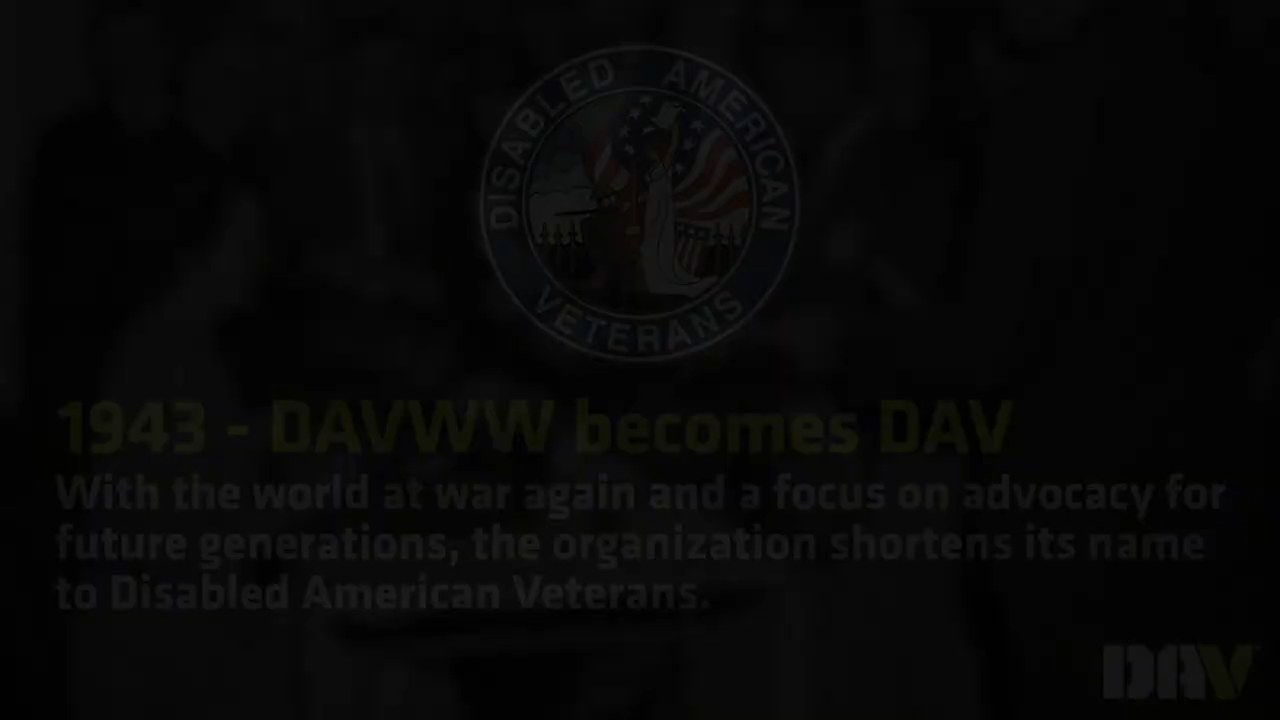 DISABLED AMERICAN
VETERANS
1943 - DAVWW becomes DAV
With the world at war again and a focus on advocacy for
future generations, the organization shortens its name
to Disabled American Veterans.
DAV